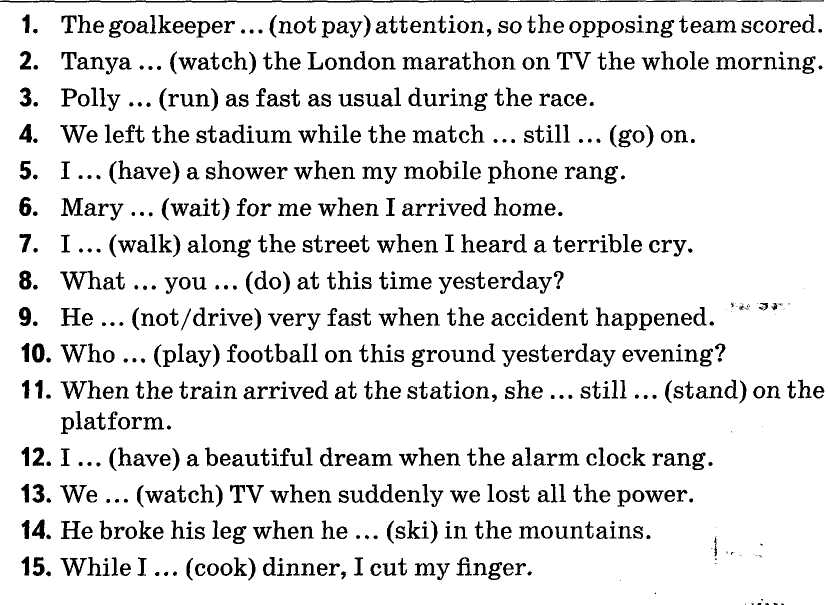 1. The goalkeeper ... (not pay) attention, so the opposing team scored.
2. Tanya ... (watch) the London marathon on TV the whole morning.
3. Polly ... (run) as fast as usual during the race.
4. We left the stadium while the match ... still ... (go) on.
5. I ... (have) a shower when my mobile phone rang.
6. Mary ... (wait) for me when I arrived home.
7. I ... (walk) along the street when I heard a terrible cry.
8. What ... you ... (do) at this time yesterday?
9. He ... (not/drive) very fast when the accident happened.
10. Who ... (play) football on this ground yesterday evening?
11. When the train arrived at the station, she ... still ... (stand) on the
platform.
12. I ... (have) a beautiful dream when the alarm clock rang.
13. We ... (watch) TV when suddenly we lost all the power.
14. He broke his leg when he ... (ski) in the mountains.
15. While I ... (cook) dinner, I cut my finger.